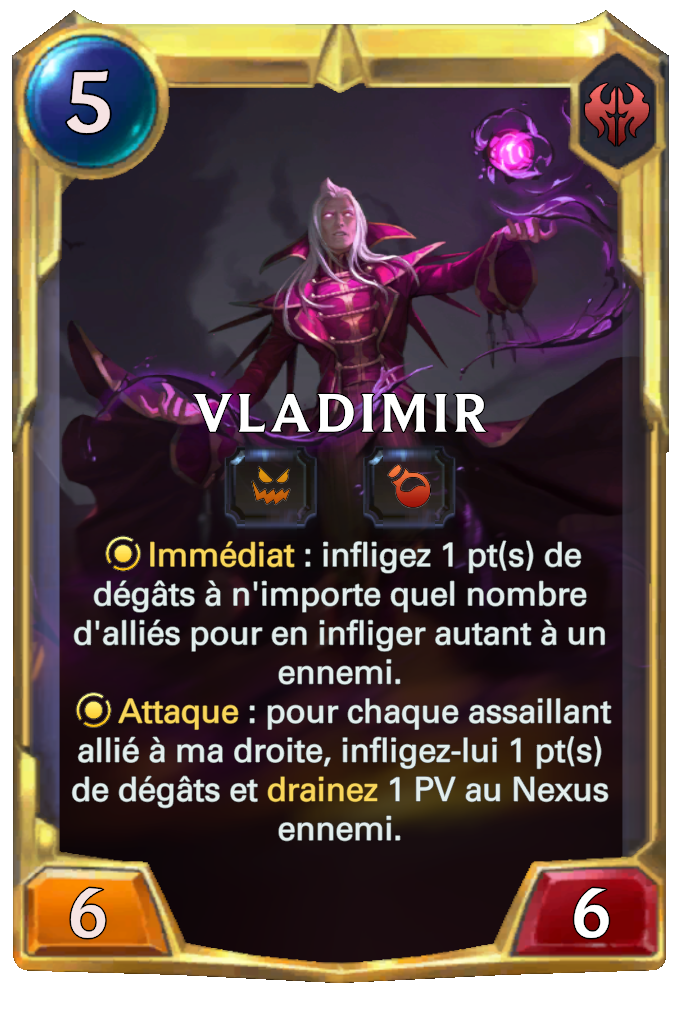 5
VLADIMIR
Immédiat : infligez 1 pt(s) de
dégâts à n'importe quel nombre
d'alliés pour en infliger autant à un
ennemi.
Attaque : pour chaque assaillant
allié à ma droite, infligez-lui 1 pt(s)
de dégâts et drainez 1 PV au Nexus
ennemi.
6
6